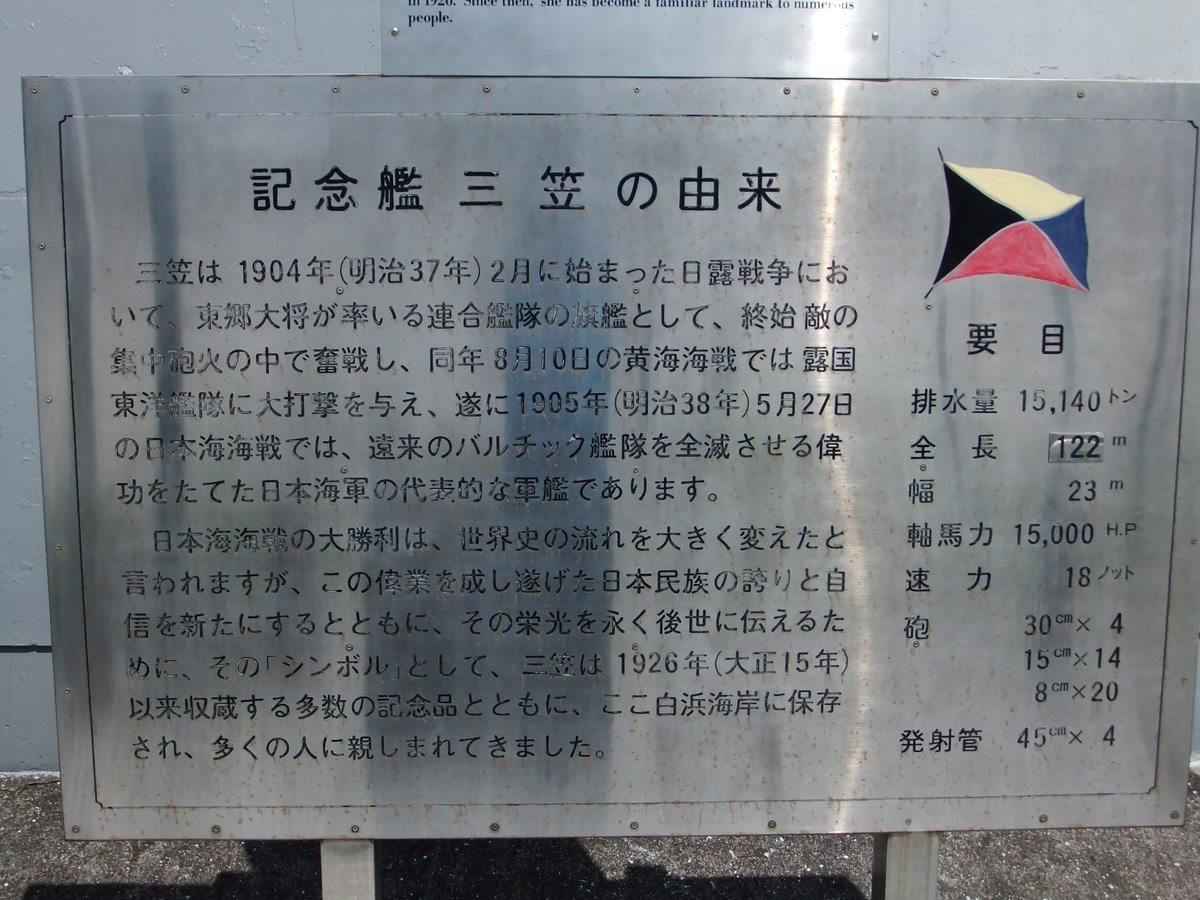 in 1926. Since then, she has become a familiar landmark to numerous
people.
記念艦 三笠の由来
三笠は 1904年(明治37年)2月に始まった日露戦争にお
いて、東郷大将が率いる連合艦隊の旗艦として、終始敵の
集中砲火の中で奮戦し、同年8月10日の黄海海戦では露国
東洋艦隊に大打撃を与え、遂に1905年(明治38年)5月27日
の日本海海戦では、遠来のバルチック艦隊を全滅させる偉
功をたてた日本海軍の代表的な軍艦であります。
日本海海戦の大勝利は、世界史の流れを大きく変えたと
言われますが、この偉業を成し遂げた日本民族の誇りと自
信を新たにするとともに、その栄光を永く後世に伝えるた
めに、その「シンボル」として、三笠は 1926年(大正15年)
以来収蔵する多数の記念品とともに、ここ白浜海岸に保存
され、多くの人に親しまれてきました。
要目
排水量 15,140トン
全長 122m
幅 23m
軸馬力 15,000H.P
速力 18ノット
砲 30cm×4
15cm×14
8cm×20
発射管 45cm×4